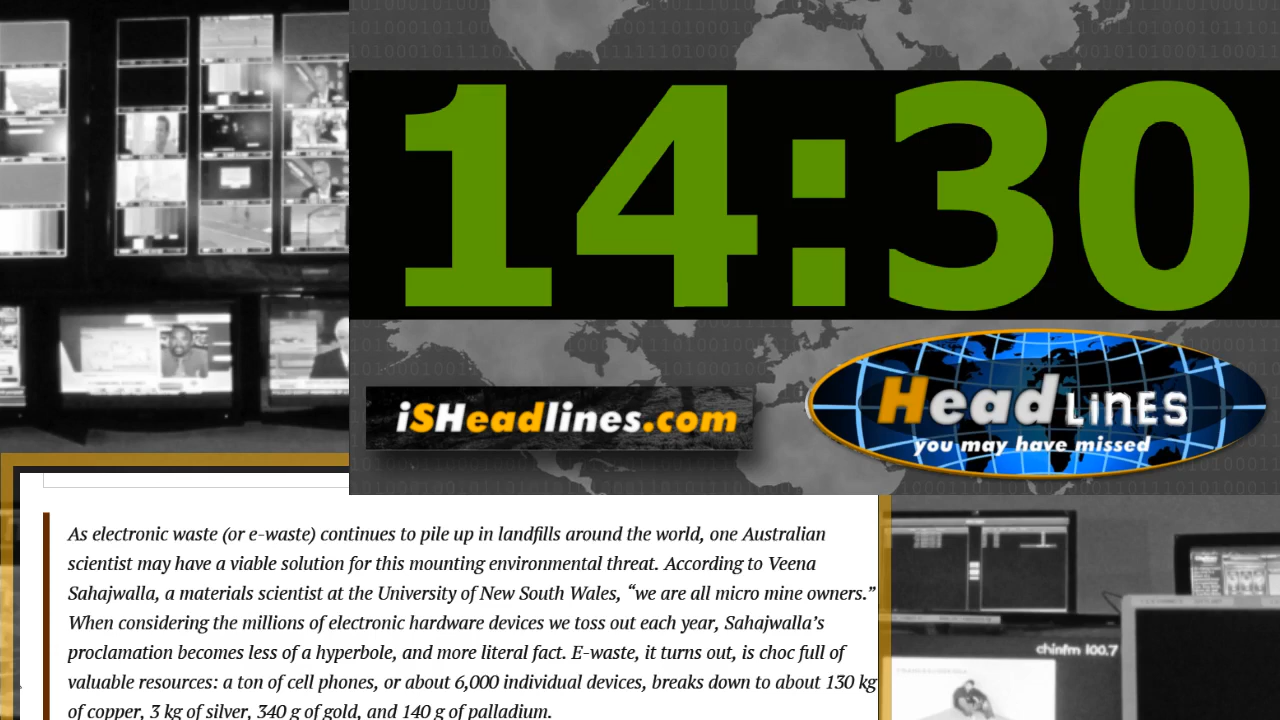 14:30
iSHeadlines.com
HeadLINES
you may have missed
As electronic waste (or e-waste) continues to pile up in landfills around the world, one Australian
scientist may have a viable solution for this mounting environmental threat. According to Veena
Sahajwalla, a materials scientist at the University of New South Wales, “we are all micro mine owners.”
When considering the millions of electronic hardware devices we toss out each year, Sahajwalla’s
proclamation becomes less of a hyperbole, and more literal fact. E-waste, it turns out, is choc full of
valuable resources: a ton of cell phones, or about 6,000 individual devices, breaks down to about 130 kg
of copper, 3 kg of silver, 340 g of gold, and 140 g of palladium.
chinfm 100.7